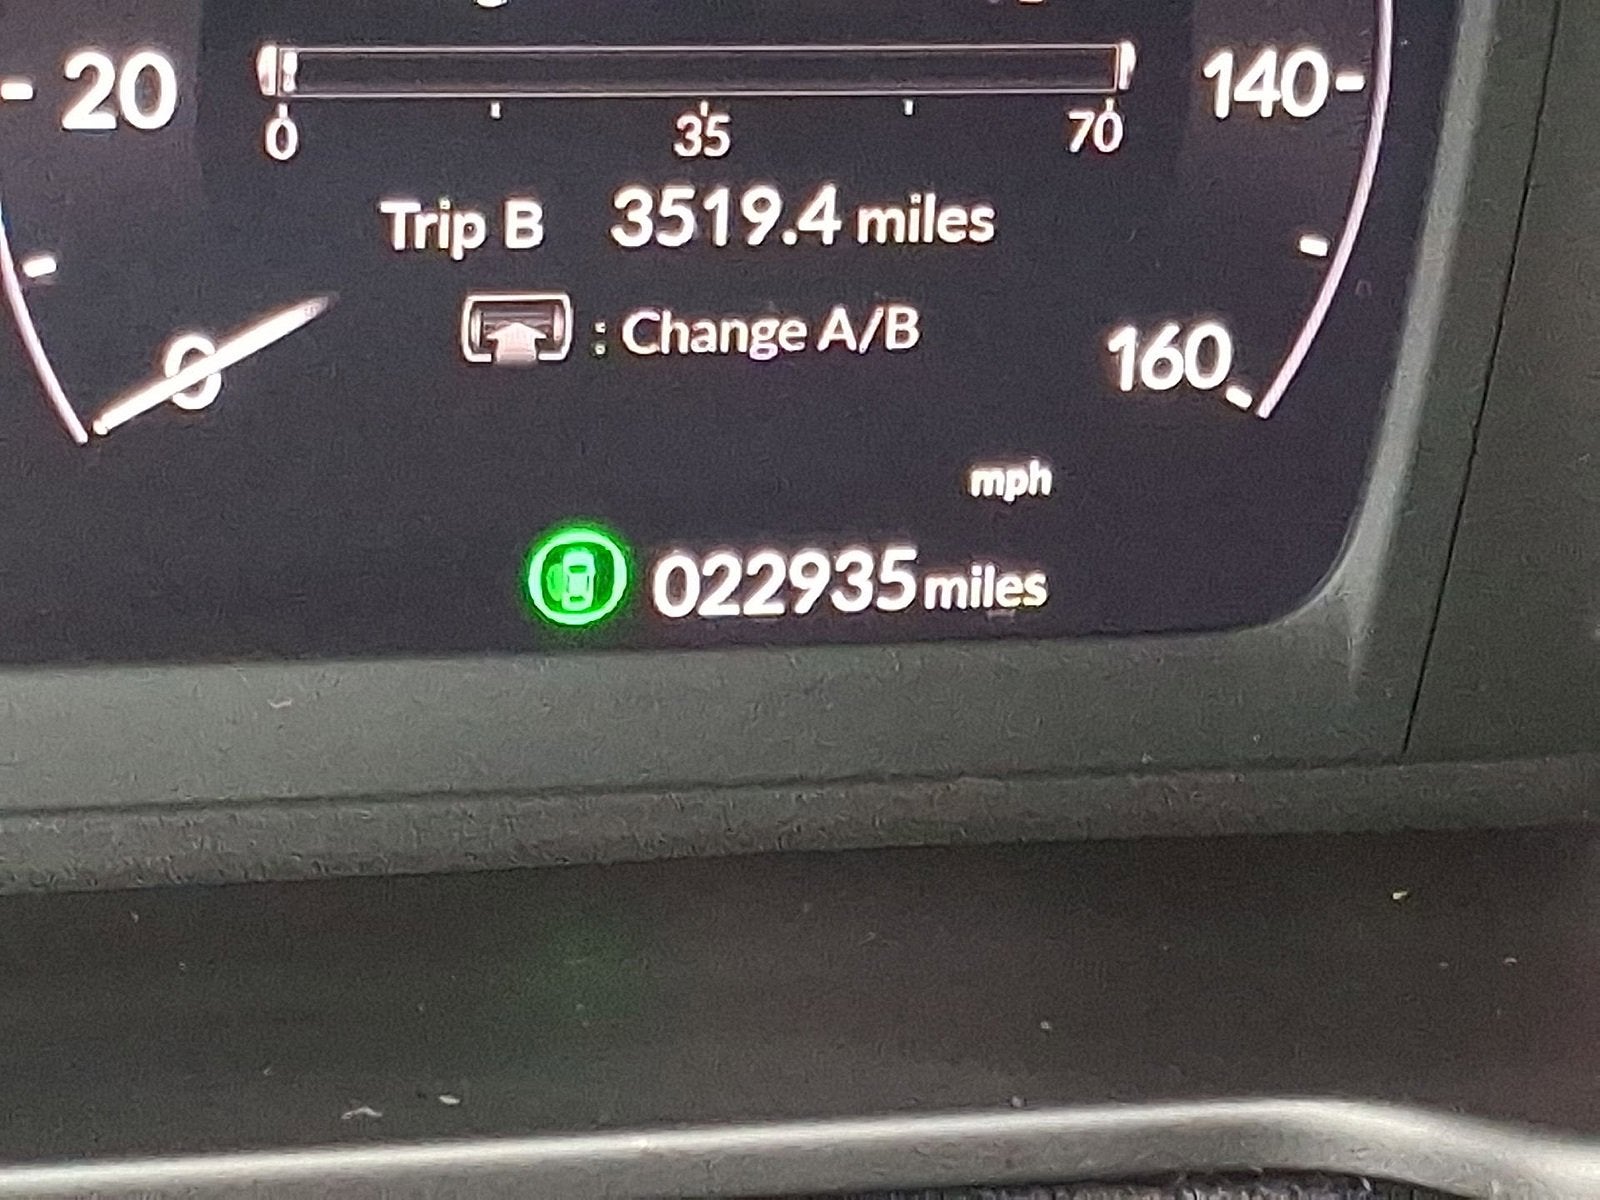 20 140
0 35 70
Trip B 3519.4 miles
: Change A/B
0 160
mph
022935 miles